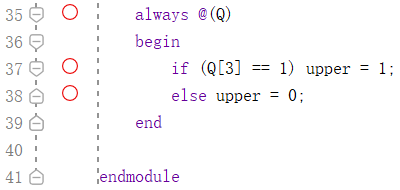 35 always @(Q)
36 begin
37 if (Q[3] == 1) upper = 1;
38 else upper = 0;
39 end
40
41 endmodule